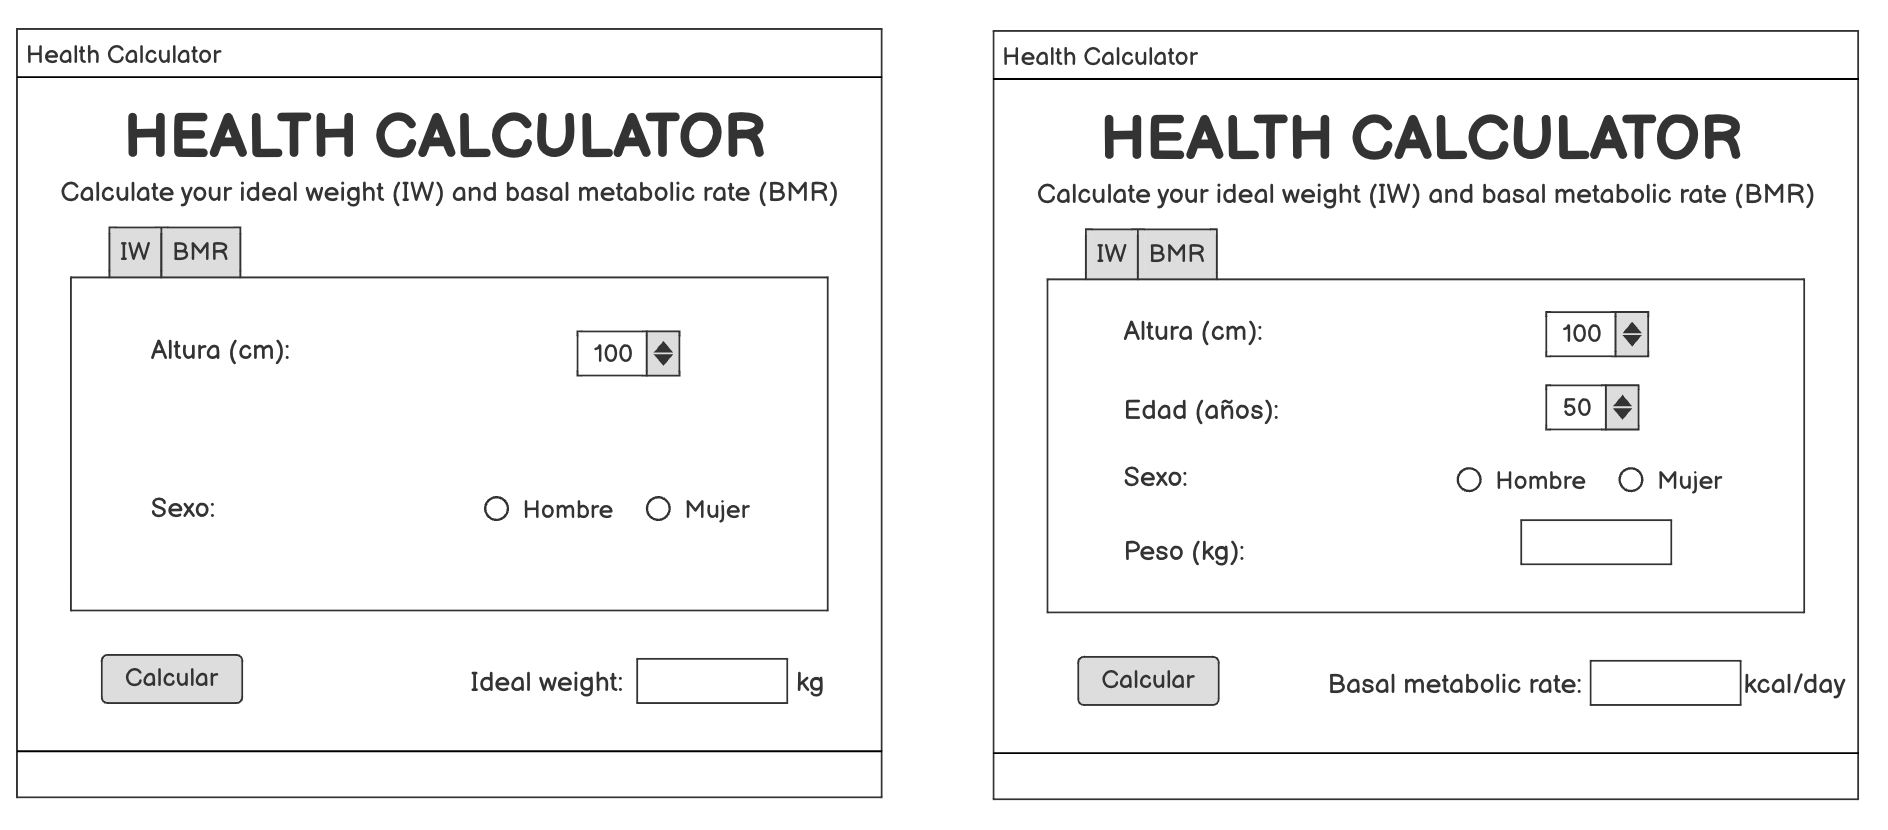 Health Calculator
HEALTH CALCULATOR
Calculate your ideal weight (IW) and basal metabolic rate (BMR)
IW BMR
Altura (cm): 100
Sexo: Hombre Mujer
Calcular Ideal weight: kg
Health Calculator
HEALTH CALCULATOR
Calculate your ideal weight (IW) and basal metabolic rate (BMR)
IW BMR
Altura (cm): 100
Edad (años): 50
Sexo: Hombre Mujer
Peso (kg):
Calcular Basal metabolic rate: kcal/day